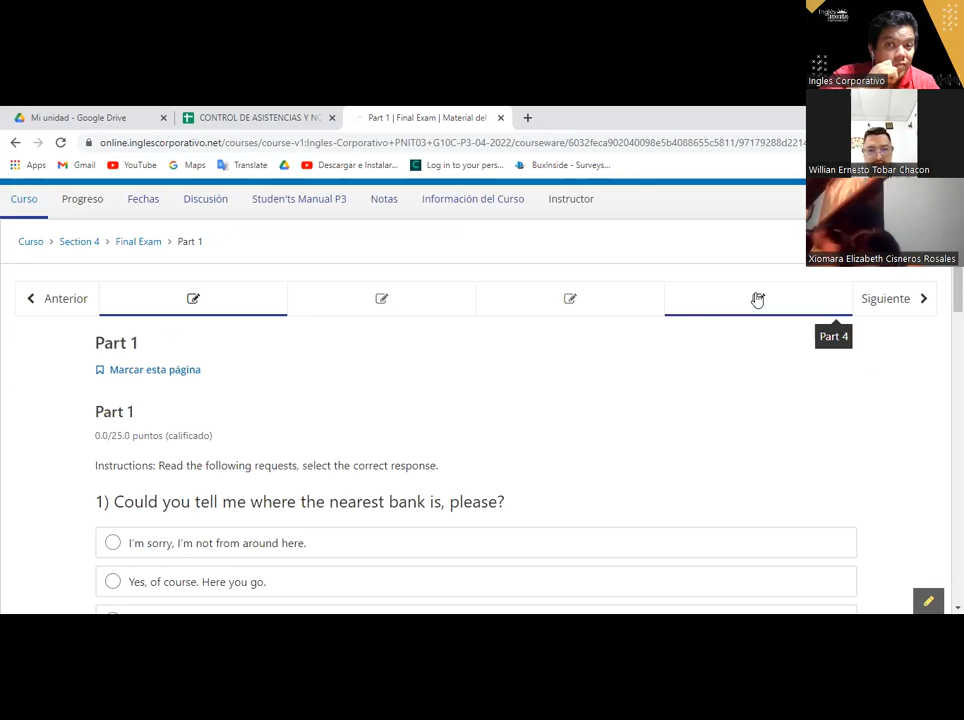 Inglés
Corporativo
Ingles Corporativo
Willian Ernesto Tobar Chacon
Xiomara Elizabeth Cisneros Rosales
Mi unidad - Google Drive
CONTROL DE ASISTENCIAS Y NO
Part 1 | Final Exam | Material del
online.inglescorporativo.net/courses/course-v1:Ingles-Corporativo+PNIT03+G10C-P3-04-2022/courseware/6032feca902040098e5b4088655c5811/97179288d2214
Apps
Gmail
YouTube
Maps
Translate
Descargar e Instalar...
Log in to your pers...
BuxInside - Surveys...
Curso
Progreso
Fechas
Discusión
Studen'ts Manual P3
Notas
Información del Curso
Instructor
Curso > Section 4 > Final Exam > Part 1
Anterior
Siguiente
Part 4
Part 1
Marcar esta página
Part 1
0.0/25.0 puntos (calificado)
Instructions: Read the following requests, select the correct response.
1) Could you tell me where the nearest bank is, please?
I'm sorry, I'm not from around here.
Yes, of course. Here you go.